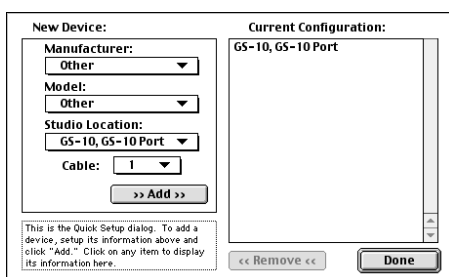 New Device:
Manufacturer:
Other
Model:
Other
Studio Location:
GS-10, GS-10 Port
Cable: 1
>> Add >>
This is the Quick Setup dialog. To add a
device, setup its information above and
click "Add." Click on any item to display
its information here.
Current Configuration:
GS-10, GS-10 Port
<< Remove <<
Done